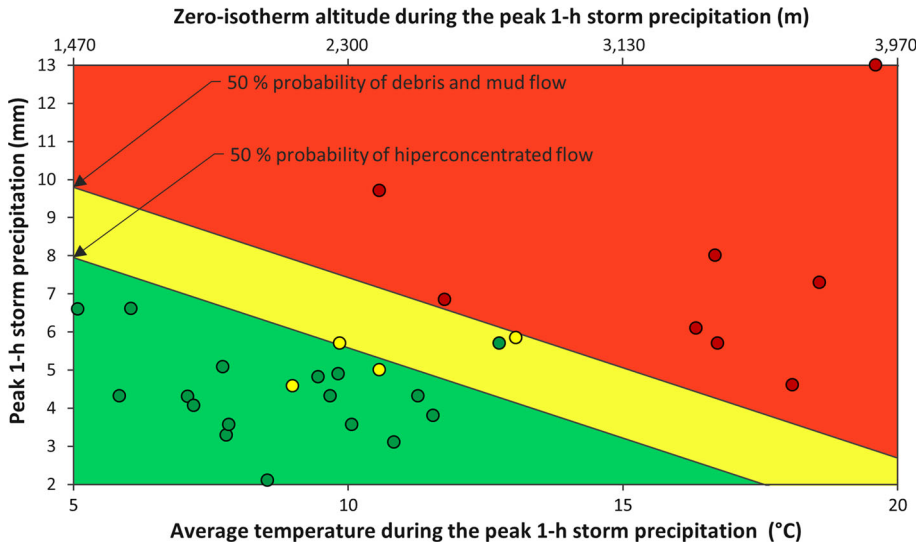 Zero-isotherm altitude during the peak 1-h storm precipitation (m)
1,470 2,300 3,130 3,970
13
12
11
10
9
8
7
6
5
4
3
2
Peak 1-h storm precipitation (mm)
50 % probability of debris and mud flow
50 % probability of hiperconcentrated flow
5 10 15 20
Average temperature during the peak 1-h storm precipitation (°C)